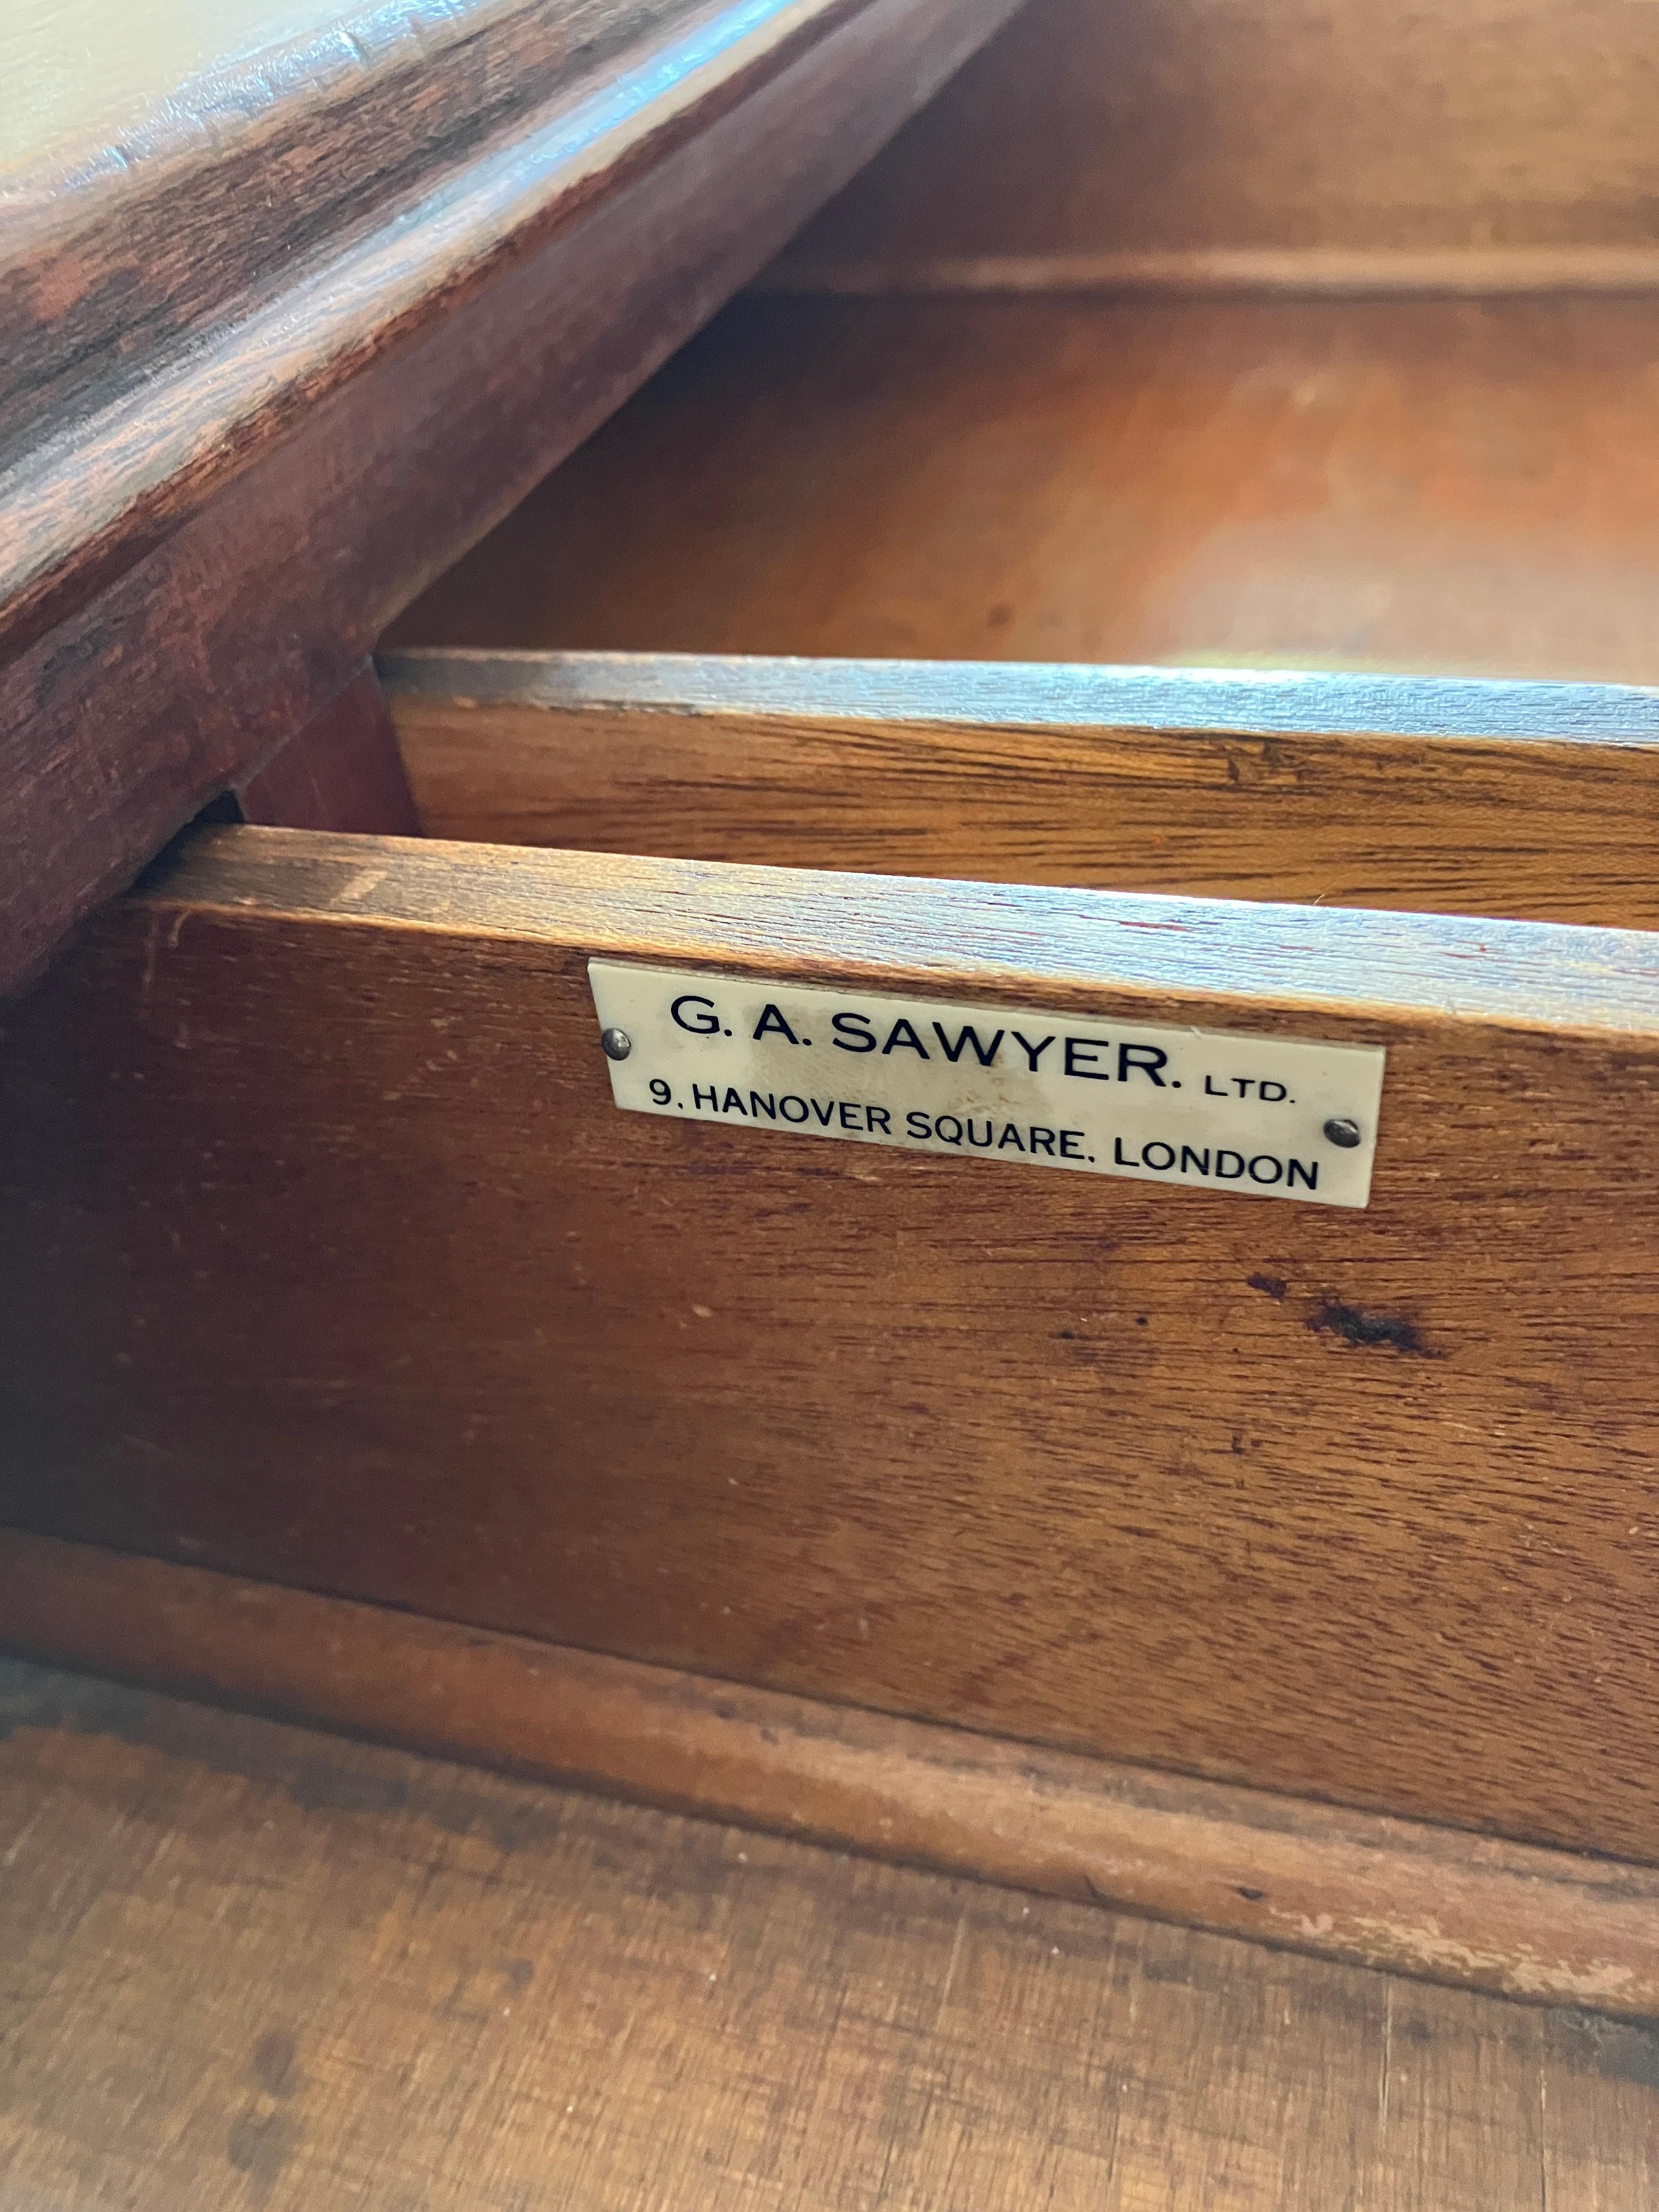 G. A. SAWYER. LTD.
9, HANOVER SQUARE. LONDON